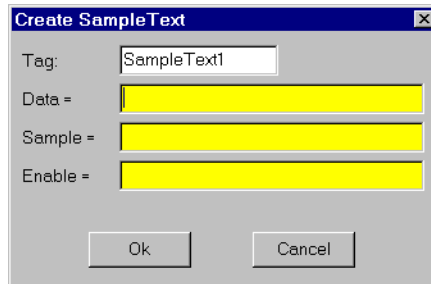 Create SampleText
Tag: SampleText1
Data =
Sample =
Enable =
Ok Cancel